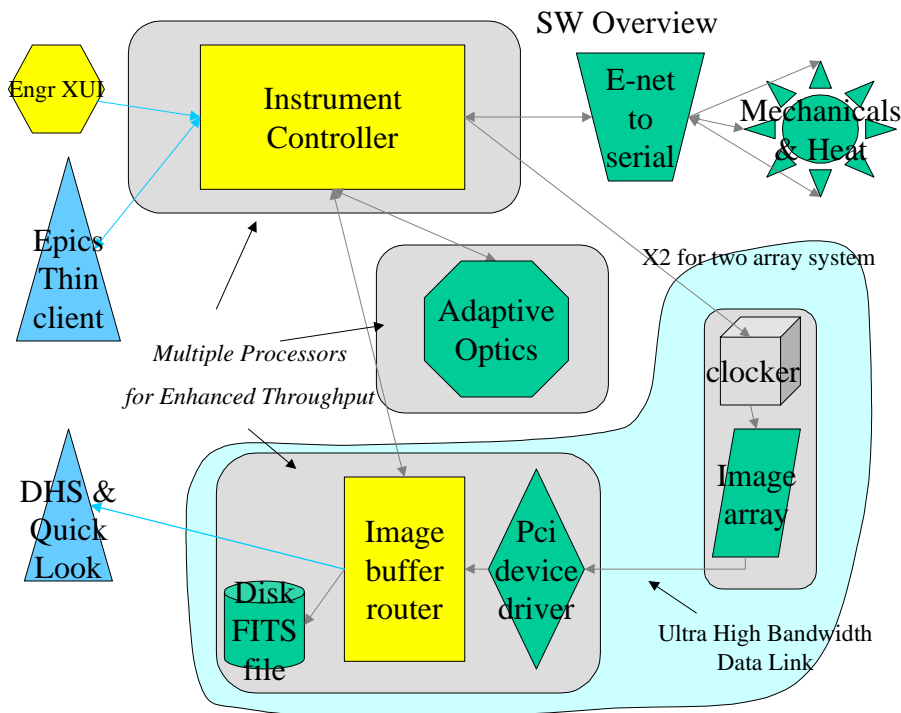 SW Overview
Engr XUI
Instrument
Controller
E-net
to
serial
Mechanicals
& Heat
Epics
Thin
client
X2 for two array system
Adaptive
Optics
Multiple Processors
for Enhanced Throughput
clocker
Image
array
DHS &
Quick
Look
Image
buffer
router
Pci
device
driver
Disk
FITS
file
Ultra High Bandwidth
Data Link